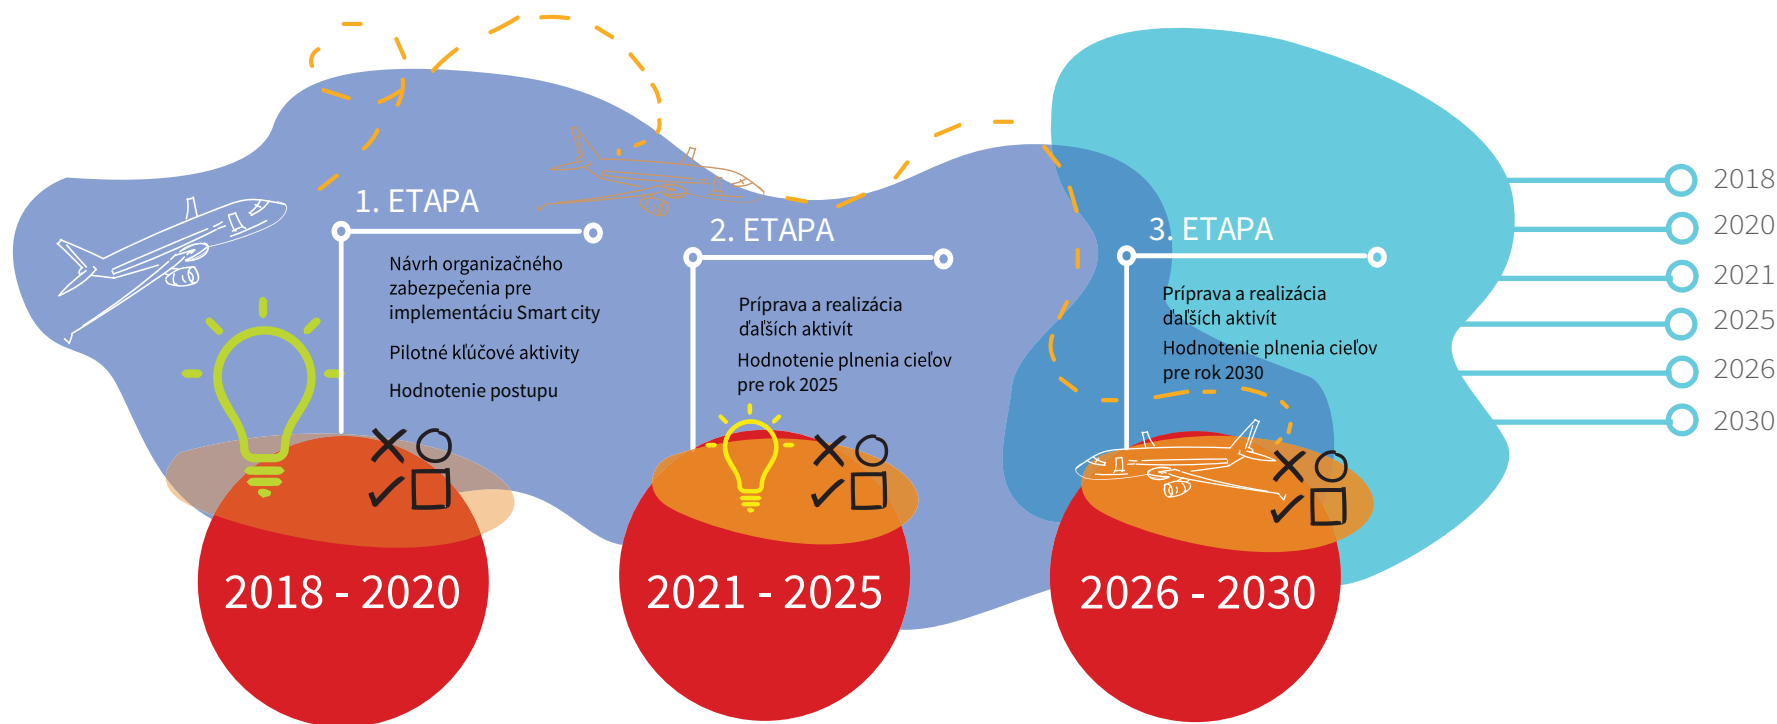 1. ETAPA
Návrh organizačného
zabezpečenia pre
implementáciu Smart city
Pilotné kľúčové aktivity
Hodnotenie postupu
2018 - 2020
2. ETAPA
Príprava a realizácia
ďaľších aktivít
Hodnotenie plnenia cieľov
pre rok 2025
2021 - 2025
3. ETAPA
Príprava a realizácia
ďaľších aktivít
Hodnotenie plnenia cieľov
pre rok 2030
2026 - 2030
2018
2020
2021
2025
2026
2030